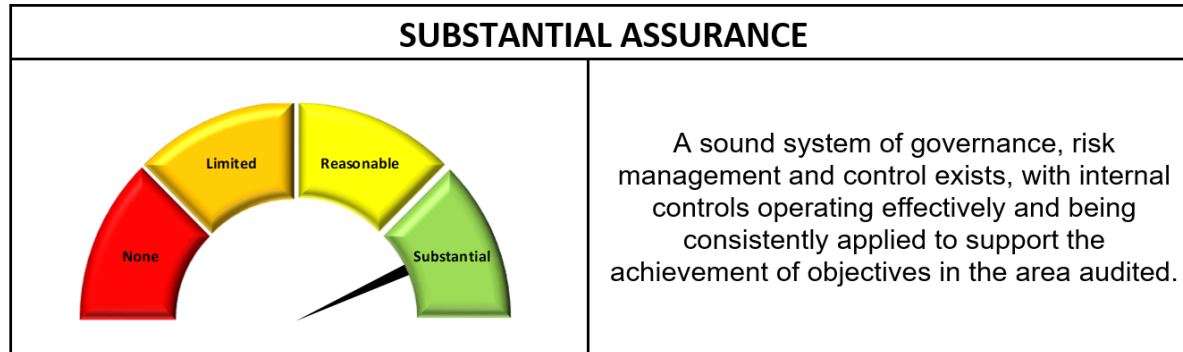 SUBSTANTIAL ASSURANCE
Limited
Reasonable
None
Substantial
A sound system of governance, risk
management and control exists, with internal
controls operating effectively and being
consistently applied to support the
achievement of objectives in the area audited.